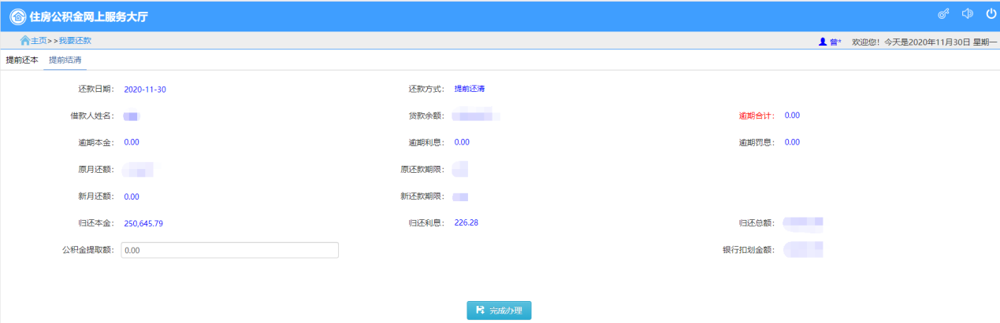 住房公积金网上服务大厅
主页>>我要还款
曾* 欢迎您！今天是2020年11月30日 星期一
提前还本 提前结清
还款日期： 2020-11-30 还款方式： 提前还清
借款人姓名： 贷款余额： 逾期合计： 0.00
逾期本金： 0.00 逾期利息： 0.00 逾期罚息： 0.00
原月还额： 原还款期限：
新月还额： 0.00 新还款期限：
归还本金： 250,645.79 归还利息： 226.28 归还总额：
公积金提取额： 0.00 银行扣划金额：
完成办理